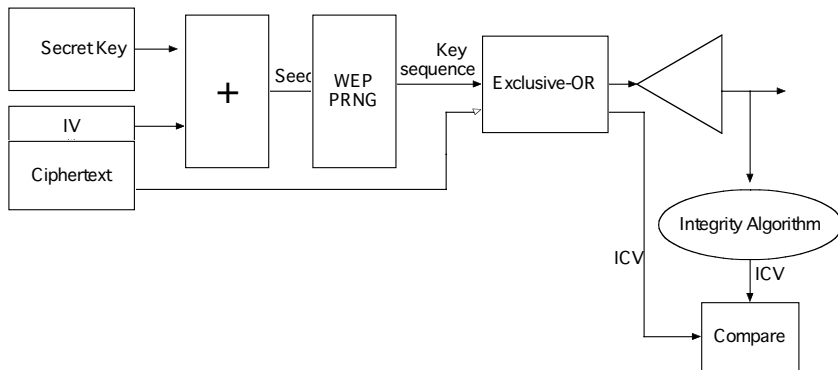 Secret Key
IV
Ciphertext
+
Seed
WEP
PRNG
Key
sequence
Exclusive-OR
Integrity Algorithm
ICV
ICV
Compare